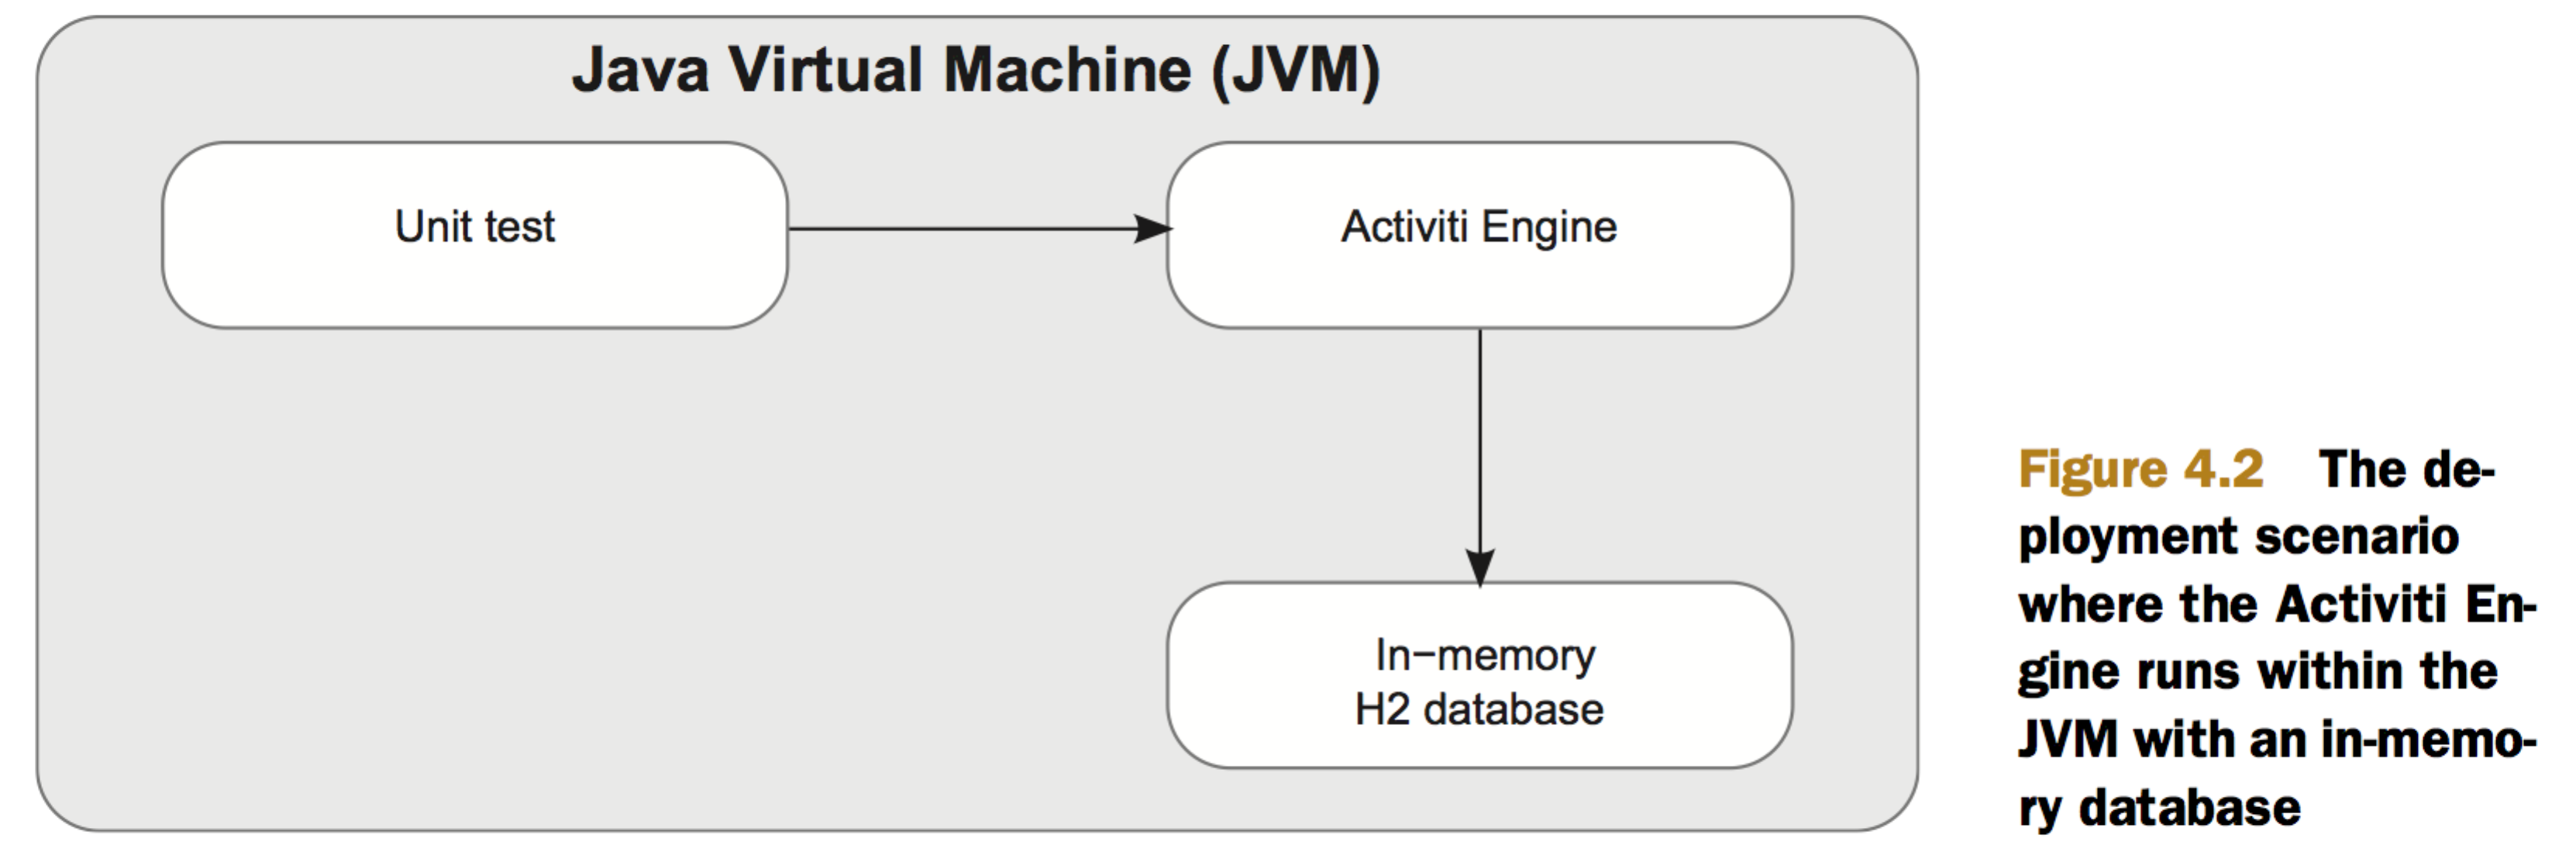 Java Virtual Machine (JVM)
Unit test
Activiti Engine
In−memory
H2 database
Figure 4.2 The de-
ployment scenario
where the Activiti En-
gine runs within the
JVM with an in-memo-
ry database